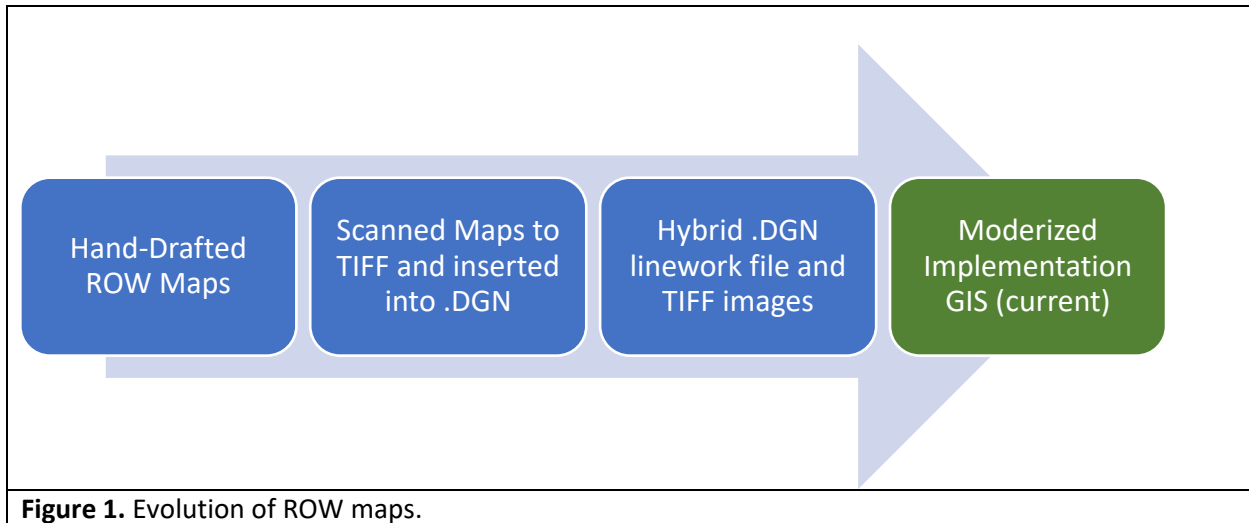 Hand-Drafted
ROW Maps
Scanned Maps to
TIFF and inserted
into .DGN
Hybrid .DGN
linework file and
TIFF images
Moderized
Implementation
GIS (current)
Figure 1. Evolution of ROW maps.